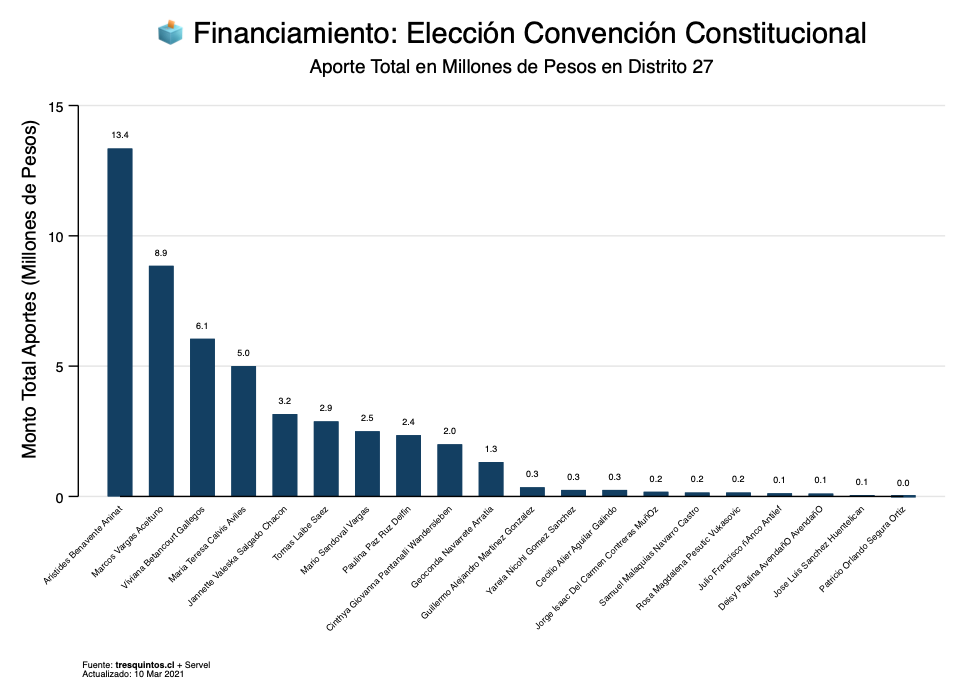 Financiamiento: Elección Convención Constitucional
Aporte Total en Millones de Pesos en Distrito 27
Monto Total Aportes (Millones de Pesos)
15
10
5
0
13.4
8.9
6.1
5.0
3.2
2.9
2.5
2.4
2.0
1.3
0.3
0.3
0.3
0.2
0.2
0.2
0.1
0.1
0.1
0.0
Aristides Benavente Aninat
Marcos Vargas Aceituno
Viviana Betancourt Gallegos
Maria Teresa Calvis Aviles
Jannette Valeska Salgado Chacon
Tomas Laibe Saez
Mario Sandoval Vargas
Paulina Paz Ruz Delfin
Cinthya Giovanna Pantanalli Wandersleben
Geoconda Navarrete Arratia
Guillermo Alejandro Martinez Gonzalez
Yarela Nicohl Gomez Sanchez
Cecilio Alier Aguilar Galindo
Jorge Isaac Del Carmen Contreras MuñOz
Samuel Malaquias Navarro Castro
Rosa Magdalena Pesutic Vukasovic
Julio Francisco ñAnco Antilef
Deisy Paulina AvendañO AvendañO
Jose Luis Sanchez Huentelican
Patricio Orlando Segura Ortiz
Fuente: tresquintos.cl + Servel
Actualizado: 10 Mar 2021